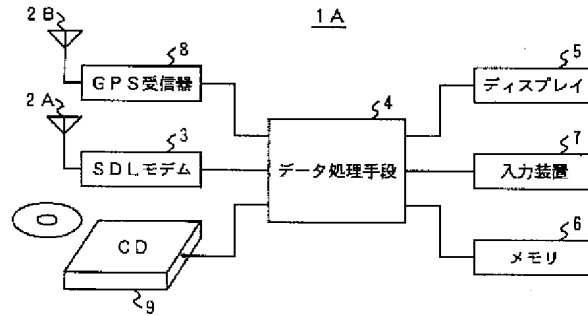 1A
2B
8
GPS受信器
2A
3
SDLモデム
CD
9
4
データ処理手段
5
ディスプレイ
7
入力装置
6
メモリ